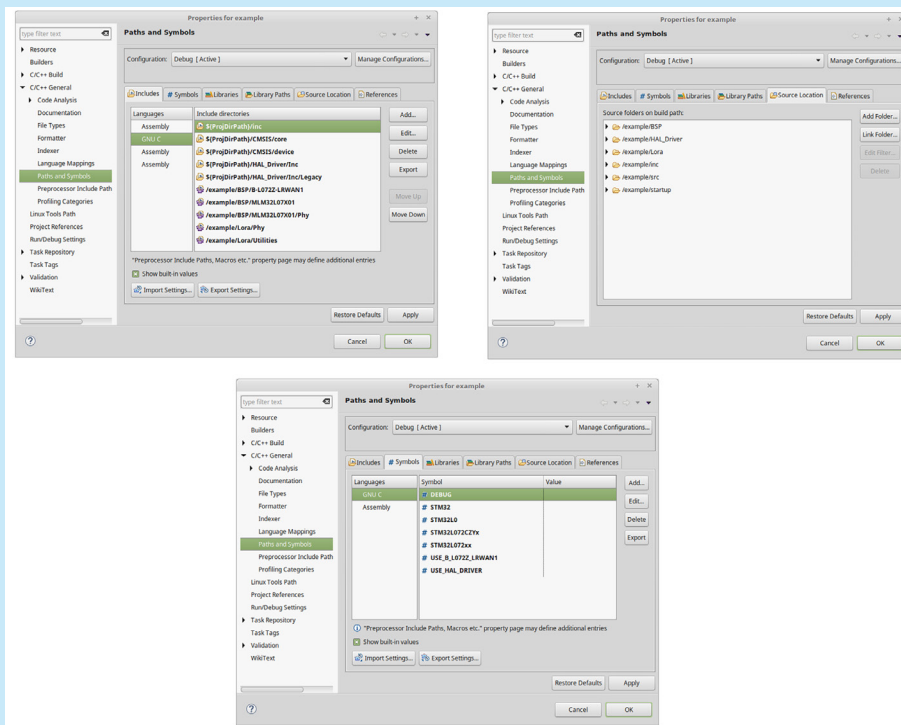 Properties for example
type filter text
Resource
Builders
C/C++ Build
C/C++ General
Code Analysis
Documentation
File Types
Formatter
Indexer
Language Mappings
Paths and Symbols
Preprocessor Include Path
Profiling Categories
Linux Tools Path
Project References
Run/Debug Settings
Task Repository
Task Tags
Validation
WikiText
Paths and Symbols
Configuration: Debug [ Active ] Manage Configurations...
Includes # Symbols Libraries Library Paths Source Location References
Languages Include directories
Assembly ${ProjDirPath}/inc
GNU C ${ProjDirPath}/CMSIS/core
Assembly ${ProjDirPath}/CMSIS/device
Assembly ${ProjDirPath}/HAL_Driver/Inc
${ProjDirPath}/HAL_Driver/Inc/Legacy
/example/BSP/B-L072Z-LRWAN1
/example/BSP/MLM32L07X01
/example/BSP/MLM32L07X01/Phy
/example/Lora/Phy
/example/Lora/Utilities
Add...
Edit...
Delete
Export
Move Up
Move Down
"Preprocessor Include Paths, Macros etc." property page may define additional entries
Show built-in values
Import Settings... Export Settings...
Restore Defaults Apply
Cancel OK
Properties for example
type filter text
Resource
Builders
C/C++ Build
C/C++ General
Code Analysis
Documentation
File Types
Formatter
Indexer
Language Mappings
Paths and Symbols
Preprocessor Include Path
Profiling Categories
Linux Tools Path
Project References
Run/Debug Settings
Task Repository
Task Tags
Validation
WikiText
Paths and Symbols
Configuration: Debug [ Active ] Manage Configurations...
Includes # Symbols Libraries Library Paths Source Location References
Source folders on build path:
/example/BSP
/example/HAL_Driver
/example/Lora
/example/inc
/example/src
/example/startup
Add Folder...
Link Folder...
Edit Filter...
Delete
Restore Defaults Apply
Cancel OK
Properties for example
type filter text
Resource
Builders
C/C++ Build
C/C++ General
Code Analysis
Documentation
File Types
Formatter
Indexer
Language Mappings
Paths and Symbols
Preprocessor Include Path
Profiling Categories
Linux Tools Path
Project References
Run/Debug Settings
Task Repository
Task Tags
Validation
WikiText
Paths and Symbols
Configuration: Debug [ Active ] Manage Configurations...
Includes # Symbols Libraries Library Paths Source Location References
Languages Symbol Value
GNU C # DEBUG
Assembly # STM32
# STM32L0
# STM32L072CZYx
# STM32L072xx
# USE_B_L072Z_LRWAN1
# USE_HAL_DRIVER
Add...
Edit...
Delete
Export
"Preprocessor Include Paths, Macros etc." property page may define additional entries
Show built-in values
Import Settings... Export Settings...
Restore Defaults Apply
Cancel OK